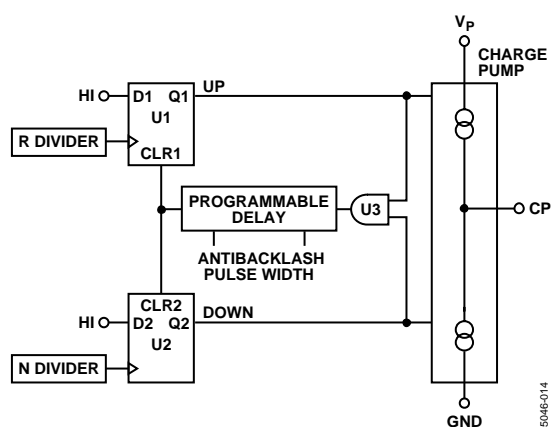 VP
CHARGE
PUMP
HI
D1 Q1
UP
U1
R DIVIDER
CLR1
PROGRAMMABLE
DELAY
U3
CP
ANTIBACKLASH
PULSE WIDTH
CLR2
HI
D2 Q2
DOWN
U2
N DIVIDER
GND
5046-014